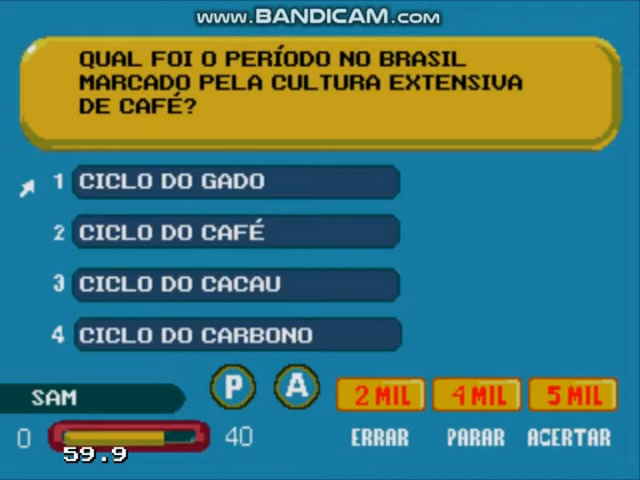 www.BANDICAM.com
QUAL FOI O PERÍODO NO BRASIL
MARCADO PELA CULTURA EXTENSIVA
DE CAFÉ?
1 CICLO DO GADO
2 CICLO DO CAFÉ
3 CICLO DO CACAU
4 CICLO DO CARBONO
SAM
P A
2 MIL 4 MIL 5 MIL
0 40
ERRAR PARAR ACERTAR
59.9